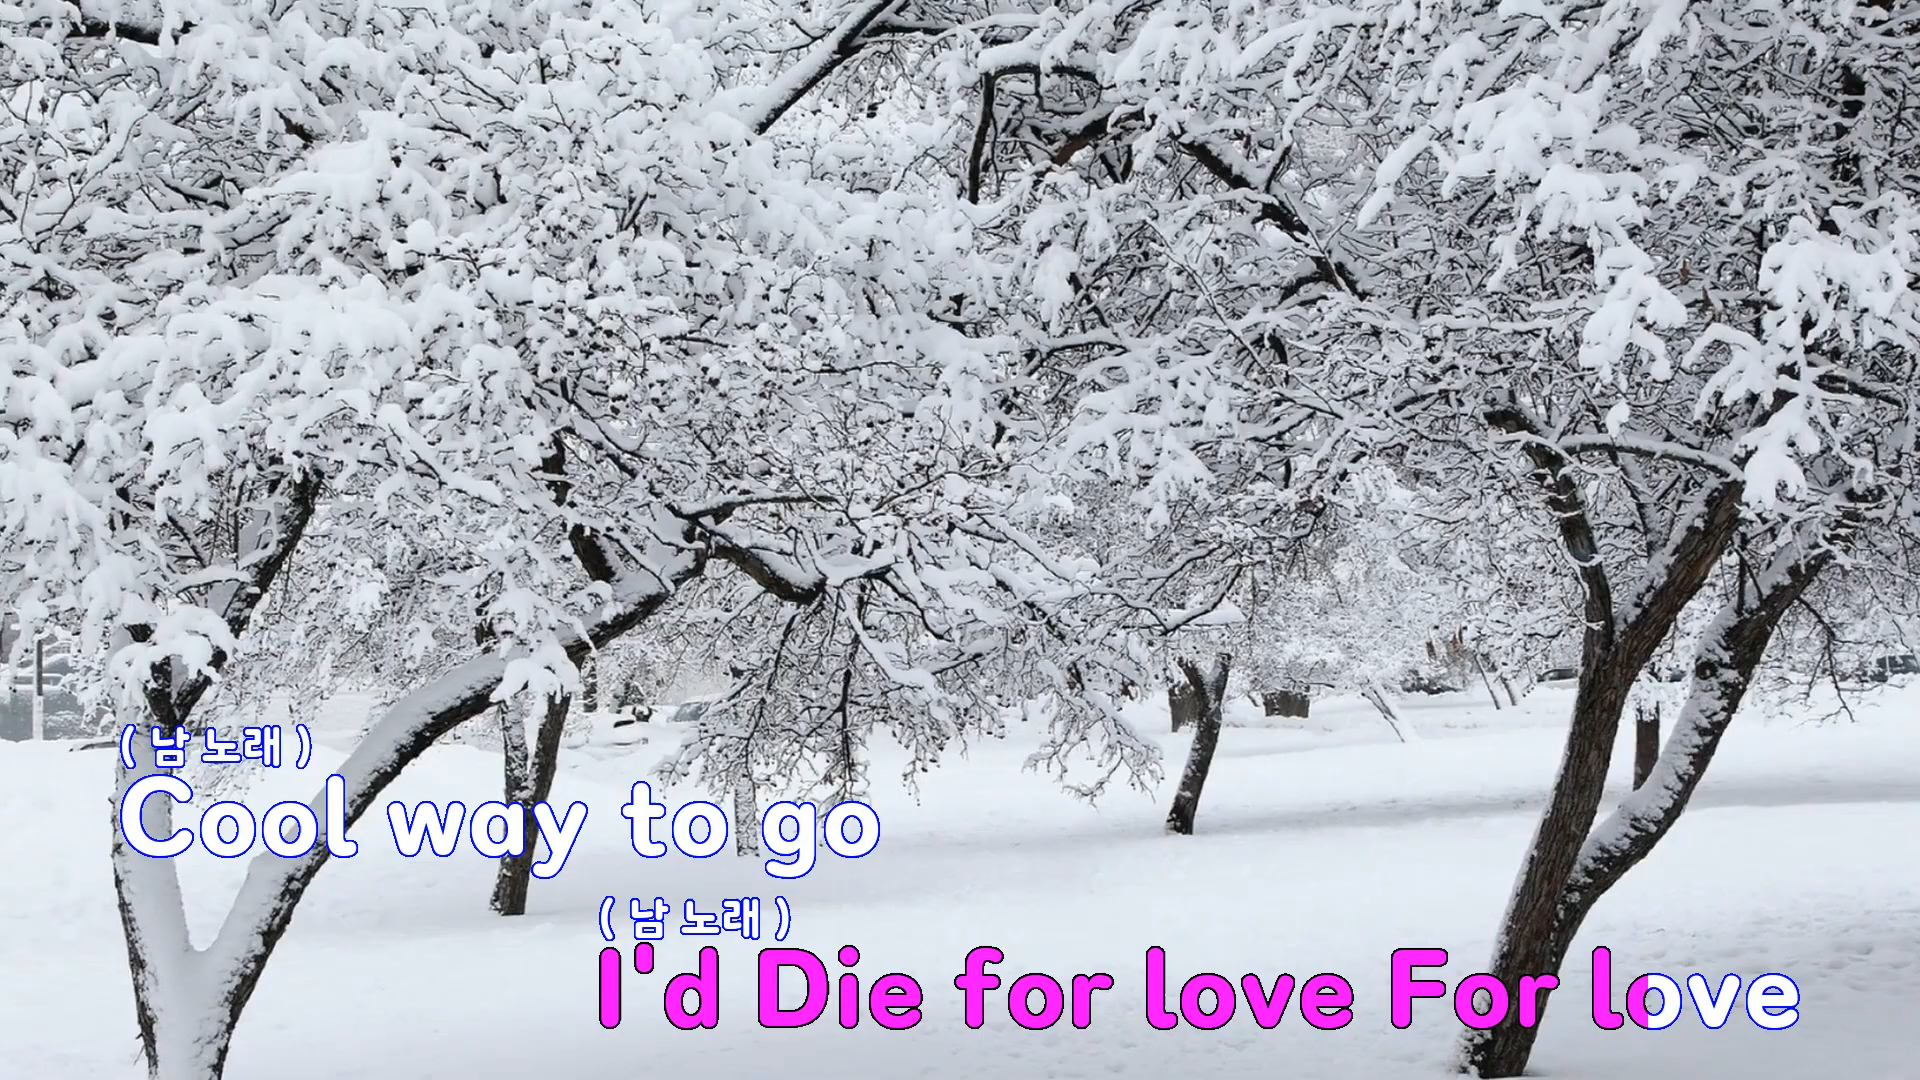 ( 남 노래 )
Cool way to go
( 남 노래 )
I'd Die for love For love